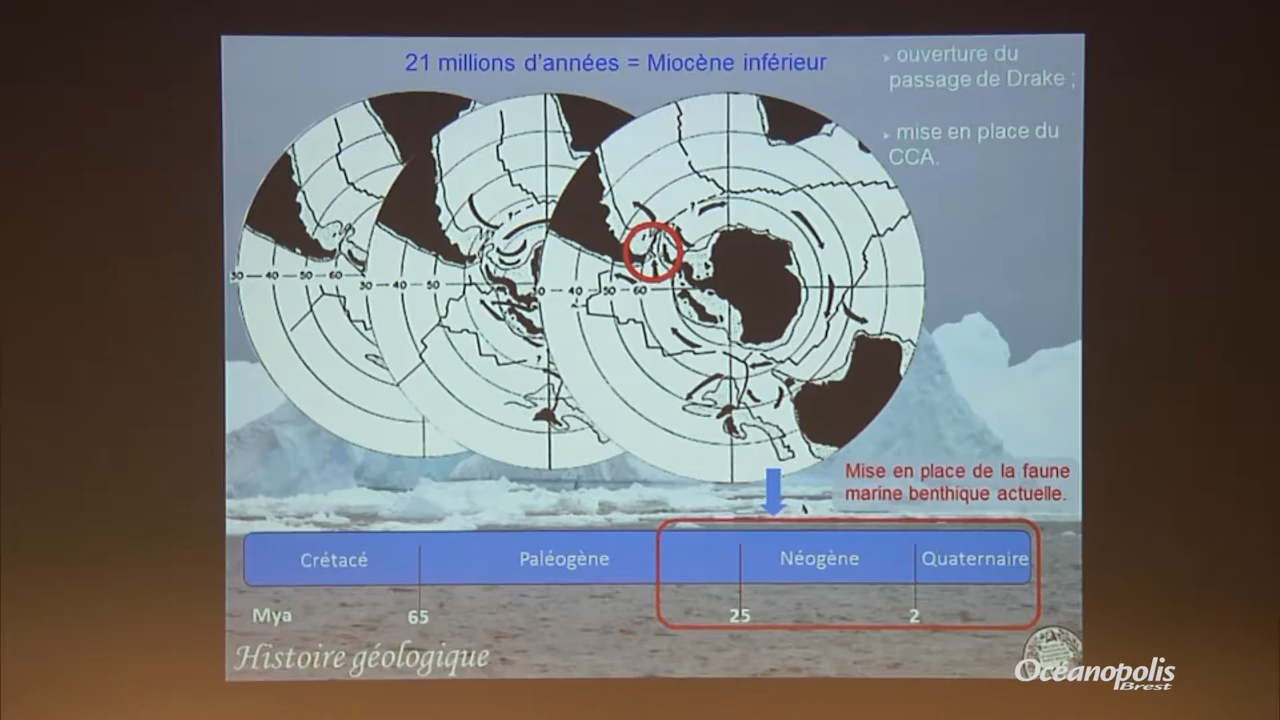 21 millions d'années = Miocène inférieur
➢ ouverture du
passage de Drake ;
➢ mise en place du
CCA.
30 — 40 — 50 — 60
30 — 40 — 50
30 — 40 — 50 — 60
Mise en place de la faune
marine benthique actuelle.
Crétacé Paléogène Néogène Quaternaire
Mya 65 25 2
Histoire géologique
Océanopolis
Brest